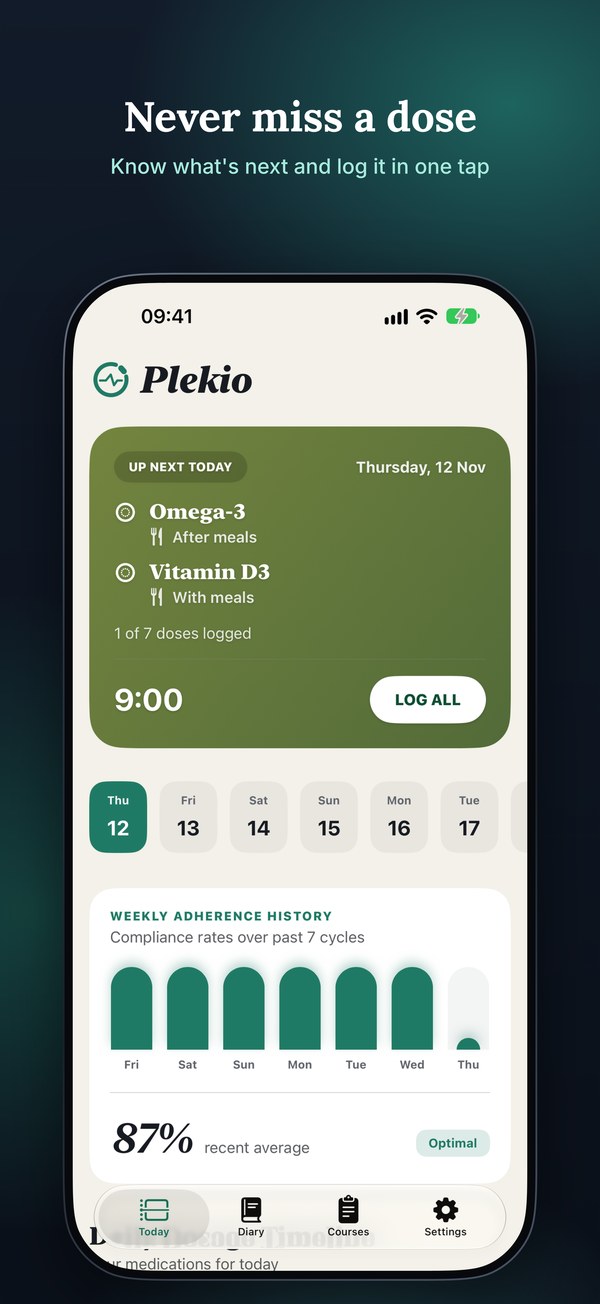 Never miss a dose
Know what's next and log it in one tap
09:41
Plekio
UP NEXT TODAY
Thursday, 12 Nov
Omega-3
After meals
Vitamin D3
With meals
1 of 7 doses logged
9:00
LOG ALL
Thu Fri Sat Sun Mon Tue
12 13 14 15 16 17
WEEKLY ADHERENCE HISTORY
Compliance rates over past 7 cycles
Fri Sat Sun Mon Tue Wed Thu
87% recent average
Optimal
Today Diary Courses Settings
medications for today